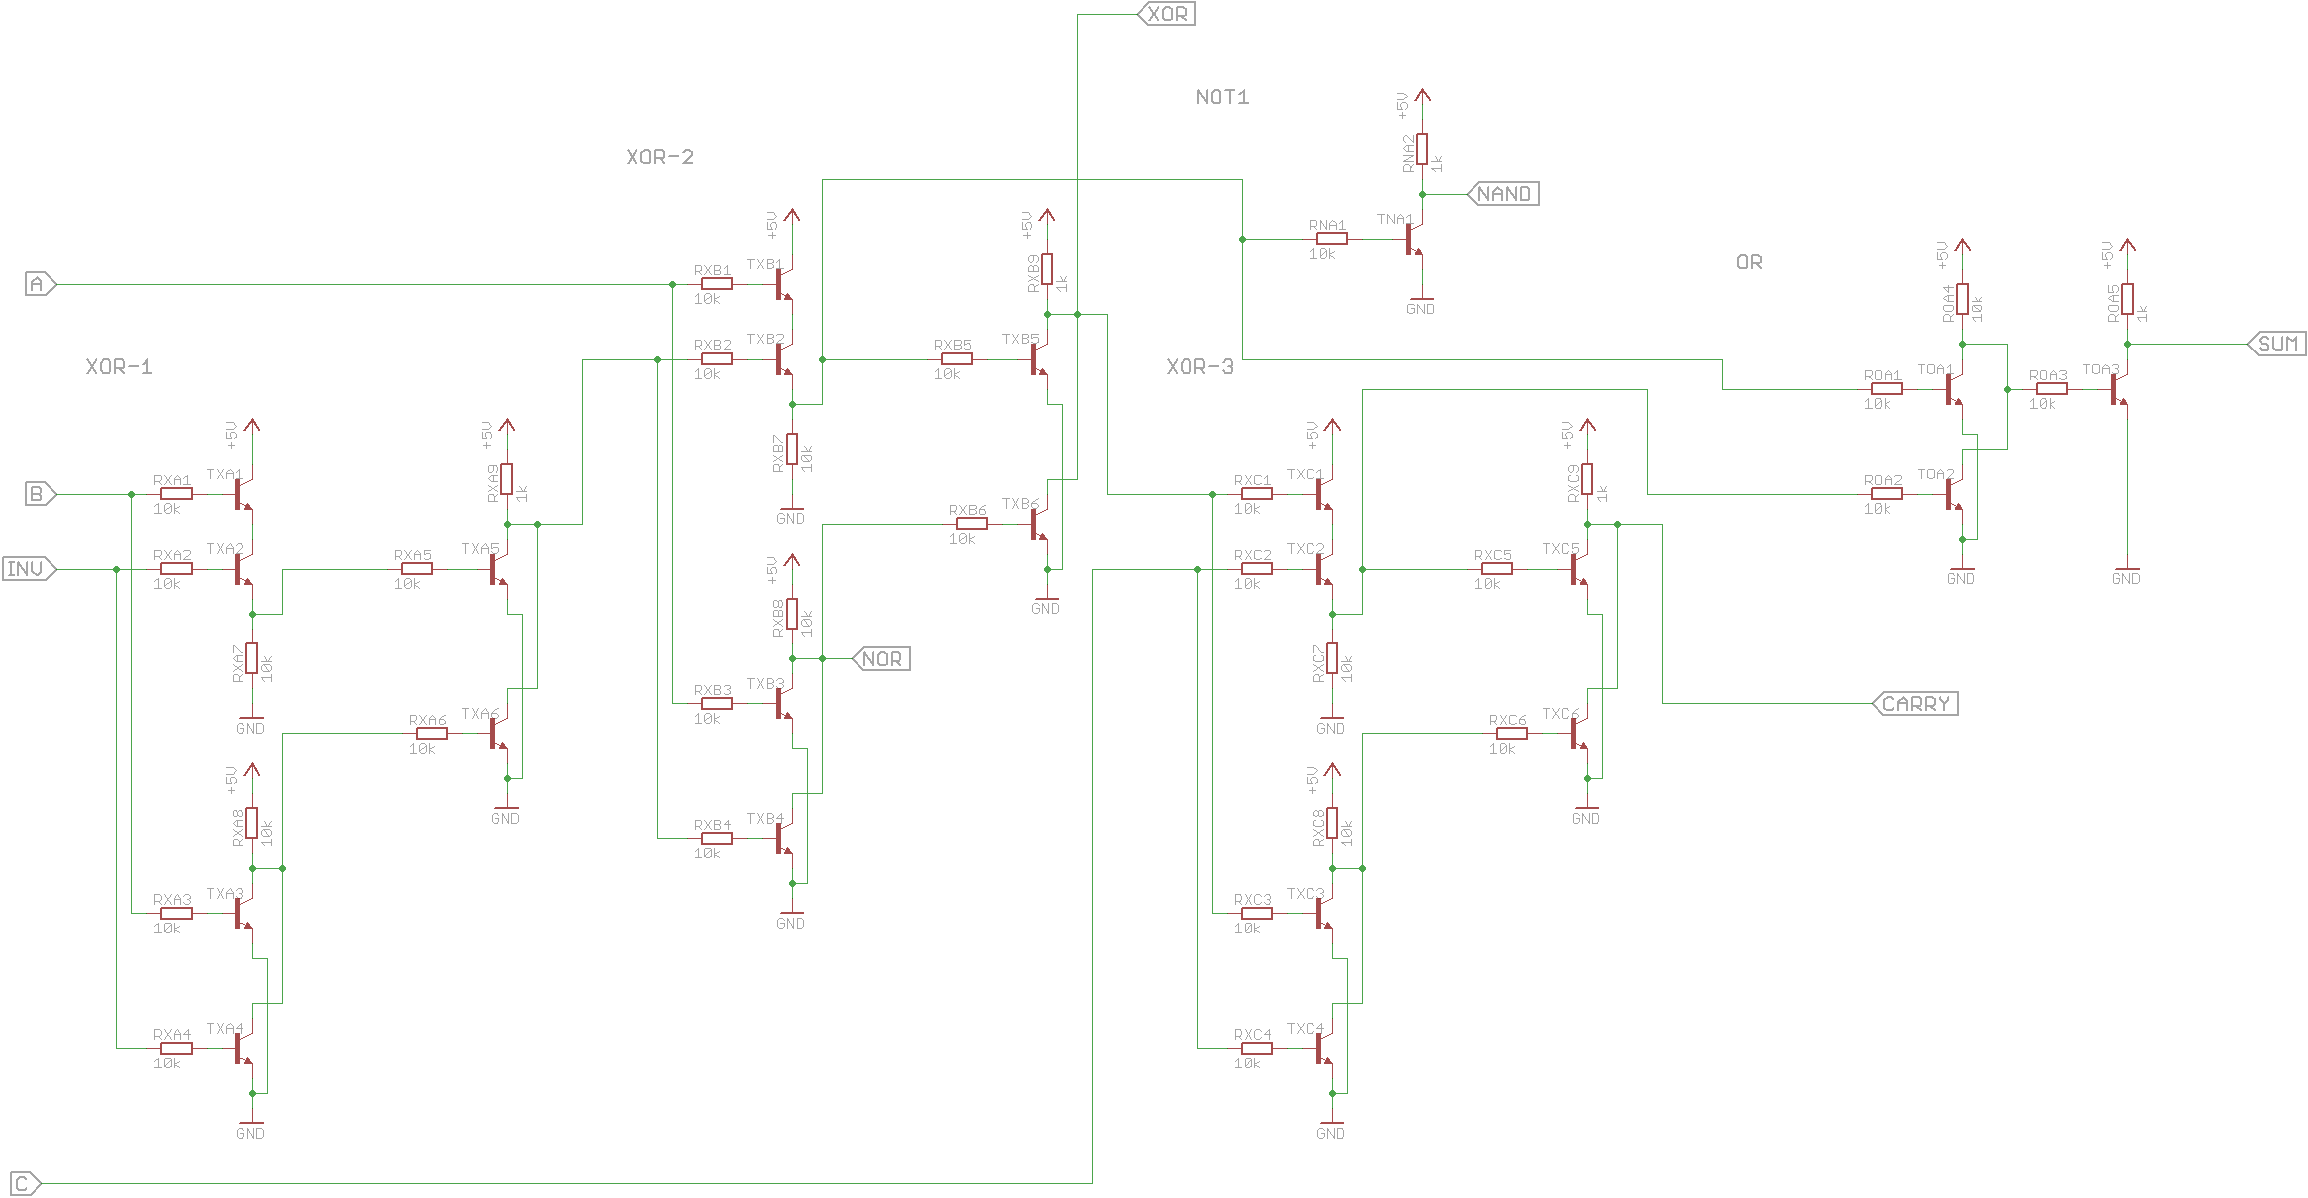 XOR
NOT1
+5V
RNA2
1k
NAND
XOR-2
+5V
+5V
TNA1
RNA1
10k
GND
A
RXB1
10k
TXB1
RXB9
1k
OR
+5V
+5V
ROA4
10k
ROA5
1k
SUM
RXB2
10k
TXB2
RXB5
10k
TXB5
XOR-3
XOR-1
ROA1
10k
TOA1
ROA3
10k
TOA3
+5V
+5V
RXB7
10k
+5V
+5V
B
RXA1
10k
TXA1
RXA9
1k
GND
RXB6
10k
TXB6
RXC1
10k
TXC1
RXC9
1k
ROA2
10k
TOA2
INV
RXA2
10k
TXA2
RXA5
10k
TXA5
+5V
RXB8
10k
GND
RXC2
10k
TXC2
RXC5
10k
TXC5
GND
GND
RXA7
10k
NOR
RXC7
10k
RXB3
10k
TXB3
CARRY
GND
RXA6
10k
TXA6
GND
RXC6
10k
TXC6
+5V
RXA8
10k
GND
RXB4
10k
TXB4
+5V
RXC8
10k
GND
RXA3
10k
TXA3
GND
RXC3
10k
TXC3
RXA4
10k
TXA4
RXC4
10k
TXC4
GND
GND
C